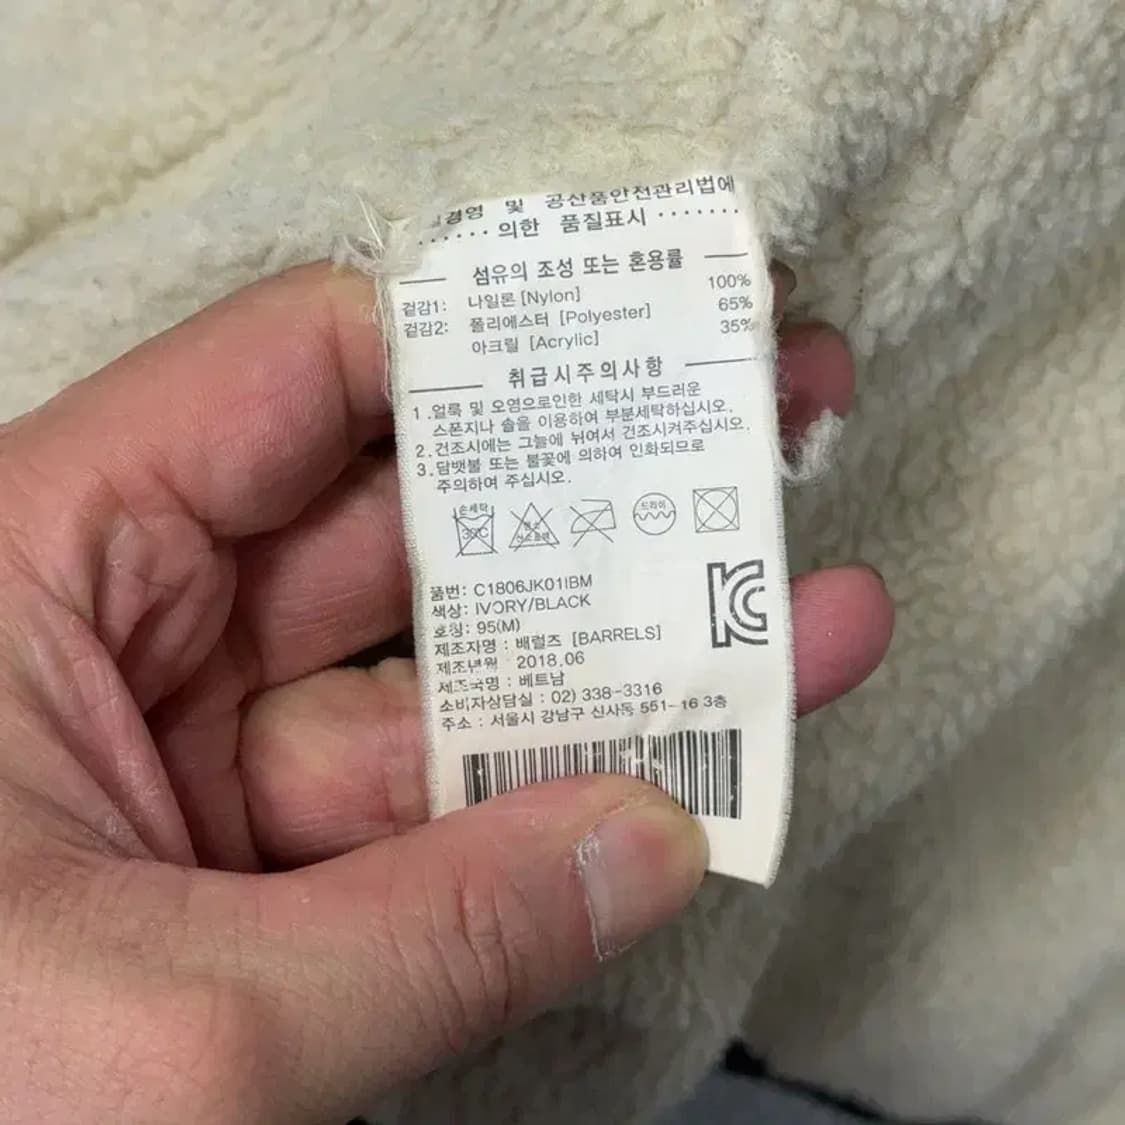 경영 및 공산품안전관리법에
······· 의한 품질표시 ·······
섬유의 조성 또는 혼용률
겉감1: 나일론 [Nylon] 100%
겉감2: 폴리에스터 [Polyester] 65%
아크릴 [Acrylic] 35%
취급시주의사항
1.얼룩 및 오염으로인한 세탁시 부드러운
스폰지나 솔을 이용하여 부분세탁하십시오.
2.건조시에는 그늘에 뉘여서 건조시켜주십시오.
3.담뱃불 또는 불꽃에 의하여 인화되므로
주의하여 주십시오.
손세탁
30℃
염소
산소표백
드라이
품번: C1806JK01IBM
색상: IVORY/BLACK
호칭: 95(M)
제조자명 : 배럴즈 [BARRELS]
제조년월 : 2018.06
제조국명 : 베트남
소비자상담실 : 02) 338-3316
주소 : 서울시 강남구 신사동 551-16 3층
KC